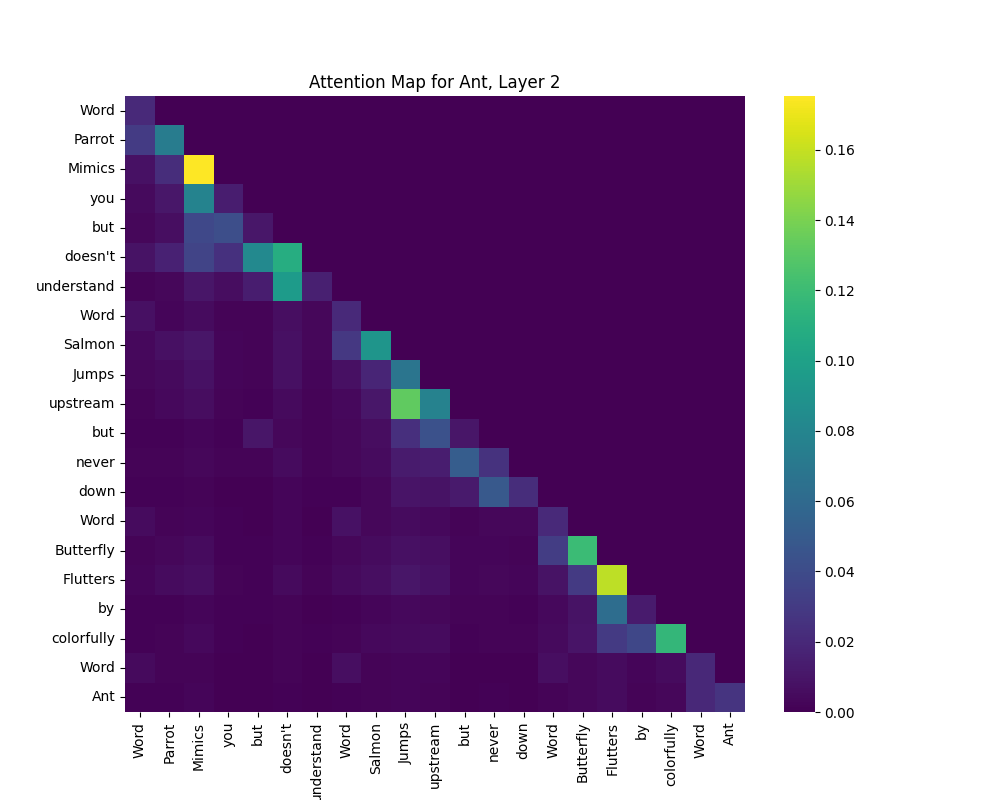 Attention Map for Ant, Layer 2
Word
Parrot
Mimics
you
but
doesn't
understand
Word
Salmon
Jumps
upstream
but
never
down
Word
Butterfly
Flutters
by
colorfully
Word
Ant
Word Parrot Mimics you but doesn't understand Word Salmon Jumps upstream but never down Word Butterfly Flutters by colorfully Word Ant
0.16
0.14
0.12
0.10
0.08
0.06
0.04
0.02
0.00